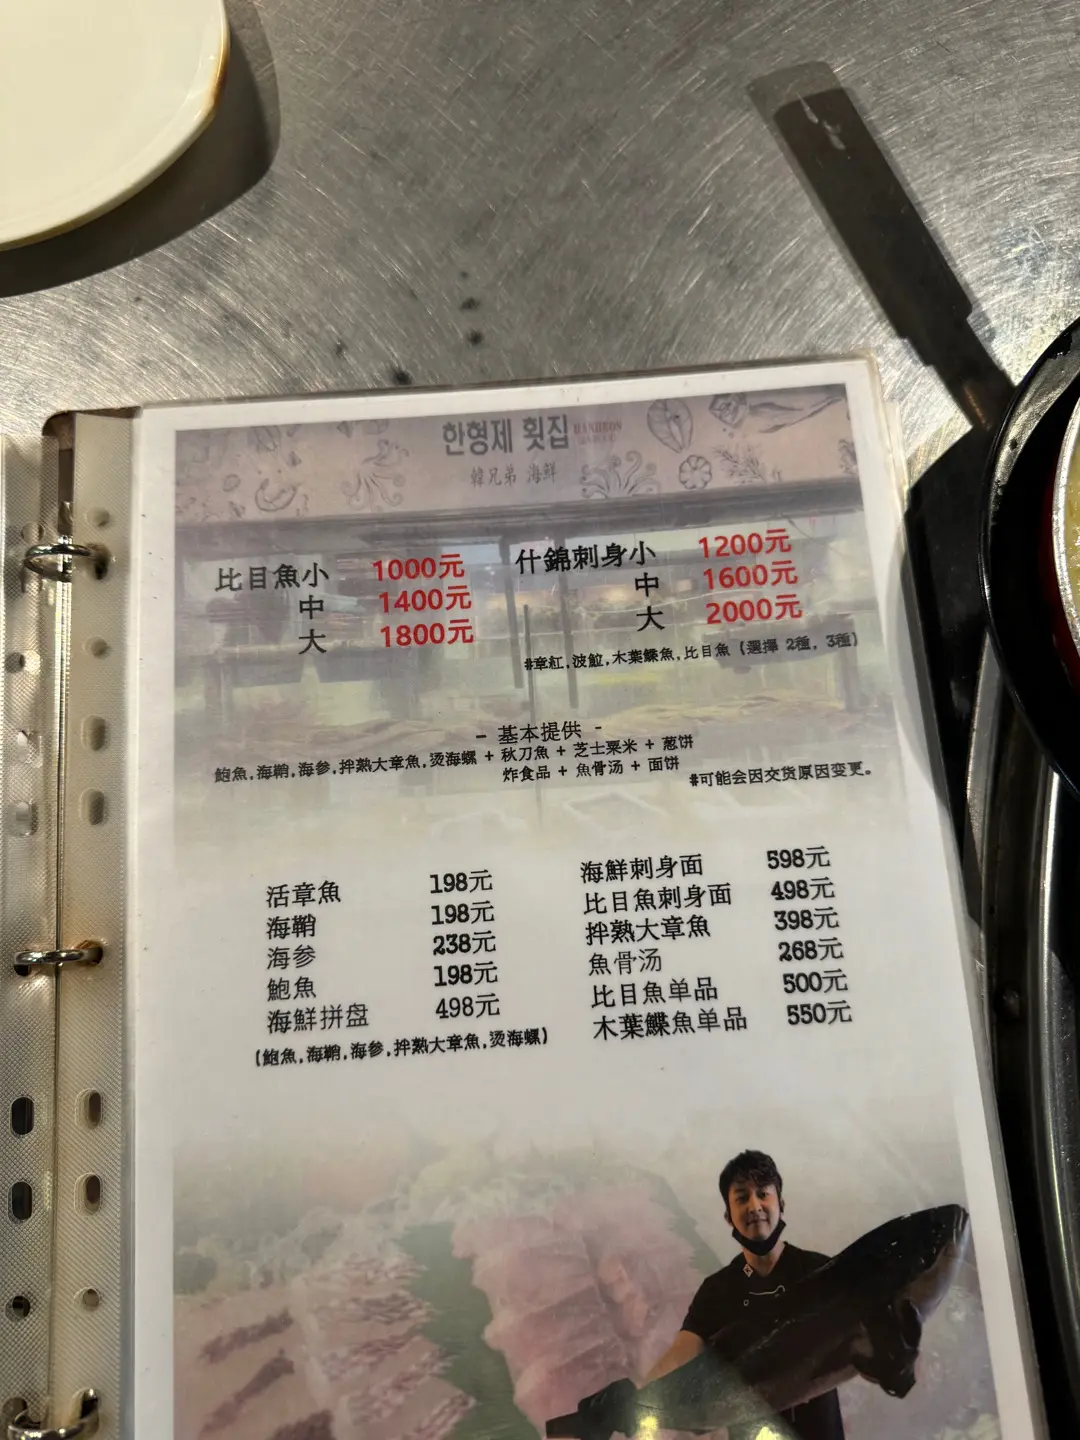 한형제 횟집
韓兄弟 海鮮
比目魚小 1000元
中 1400元
大 1800元
什錦刺身小 1200元
中 1600元
大 2000元
#章紅,波䱊,木葉鰈魚,比目魚 (選擇 2種, 3種)
- 基本提供 -
鮑魚,海鞘,海参,拌熟大章魚,烫海螺 + 秋刀魚 + 芝士粟米 + 葱饼
炸食品 + 魚骨汤 + 面饼
#可能会因交货原因变更。
活章魚 198元
海鞘 198元
海参 238元
鮑魚 198元
海鮮拼盘 498元
(鮑魚,海鞘,海参,拌熟大章魚,烫海螺)
海鮮刺身面 598元
比目魚刺身面 498元
拌熟大章魚 398元
魚骨汤 268元
比目魚单品 500元
木葉鰈魚单品 550元